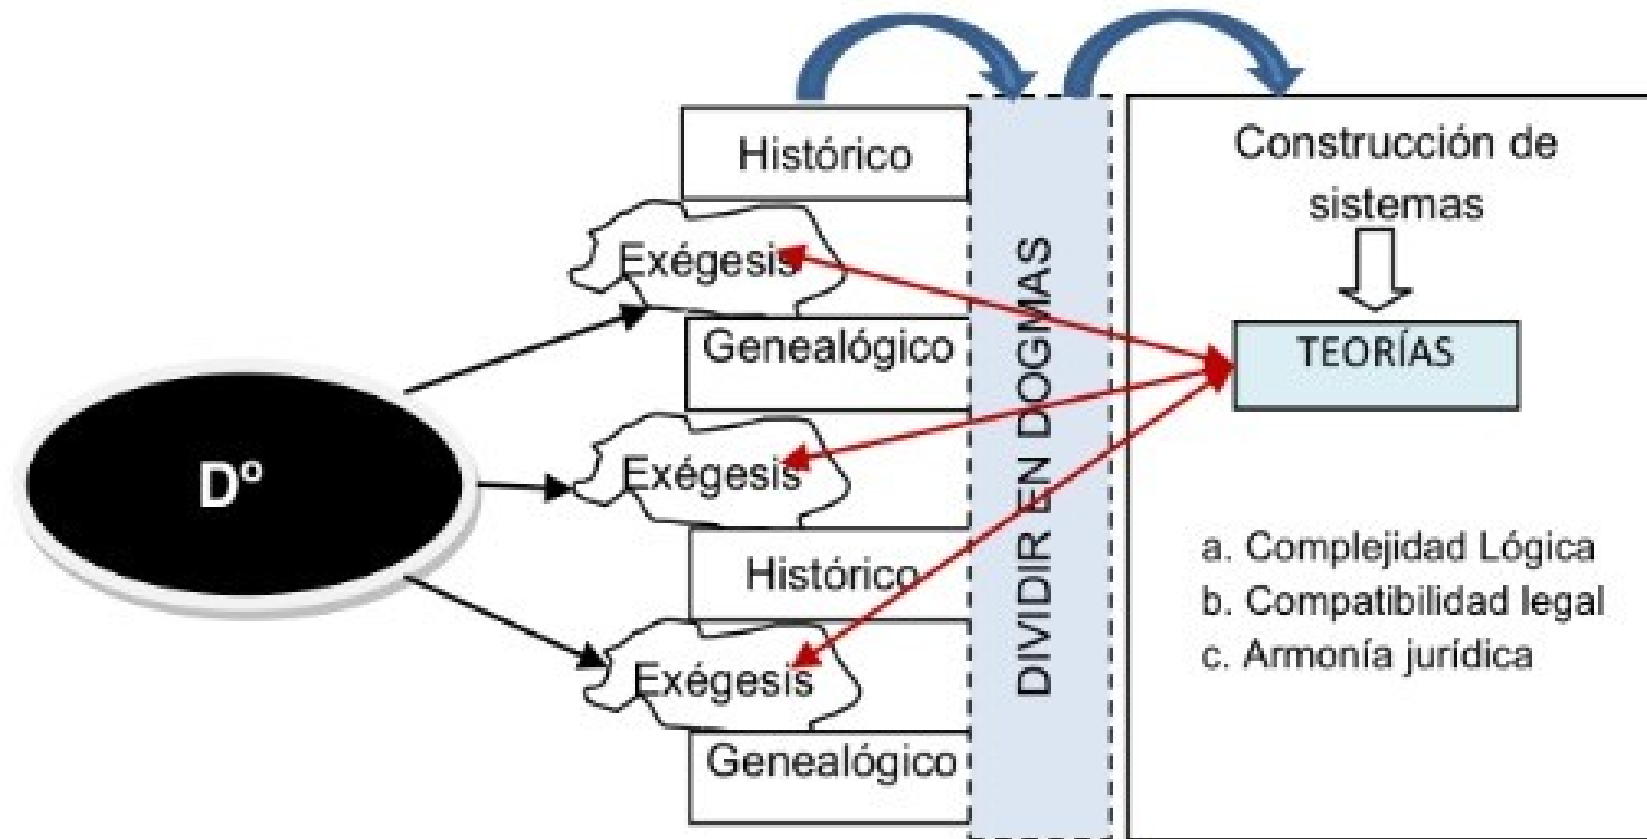 Dº
Histórico
Exégesis
Genealógico
Exégesis
Histórico
Exégesis
Genealógico
DIVIDIR EN DOGMAS
Construcción de
sistemas
TEORÍAS
a. Complejidad Lógica
b. Compatibilidad legal
c. Armonía jurídica